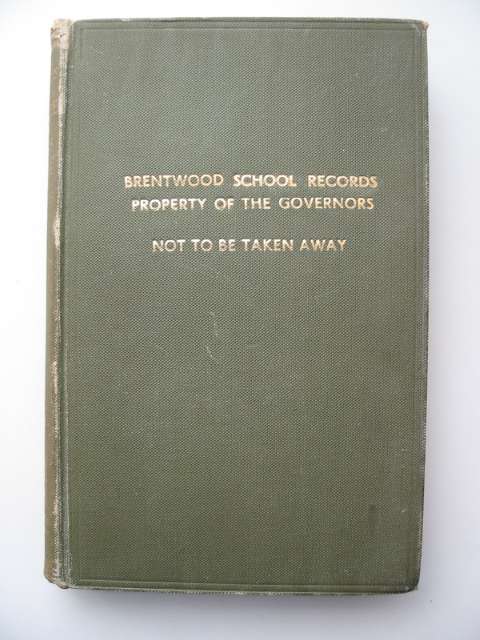 BRENTWOOD SCHOOL RECORDS
PROPERTY OF THE GOVERNORS
NOT TO BE TAKEN AWAY